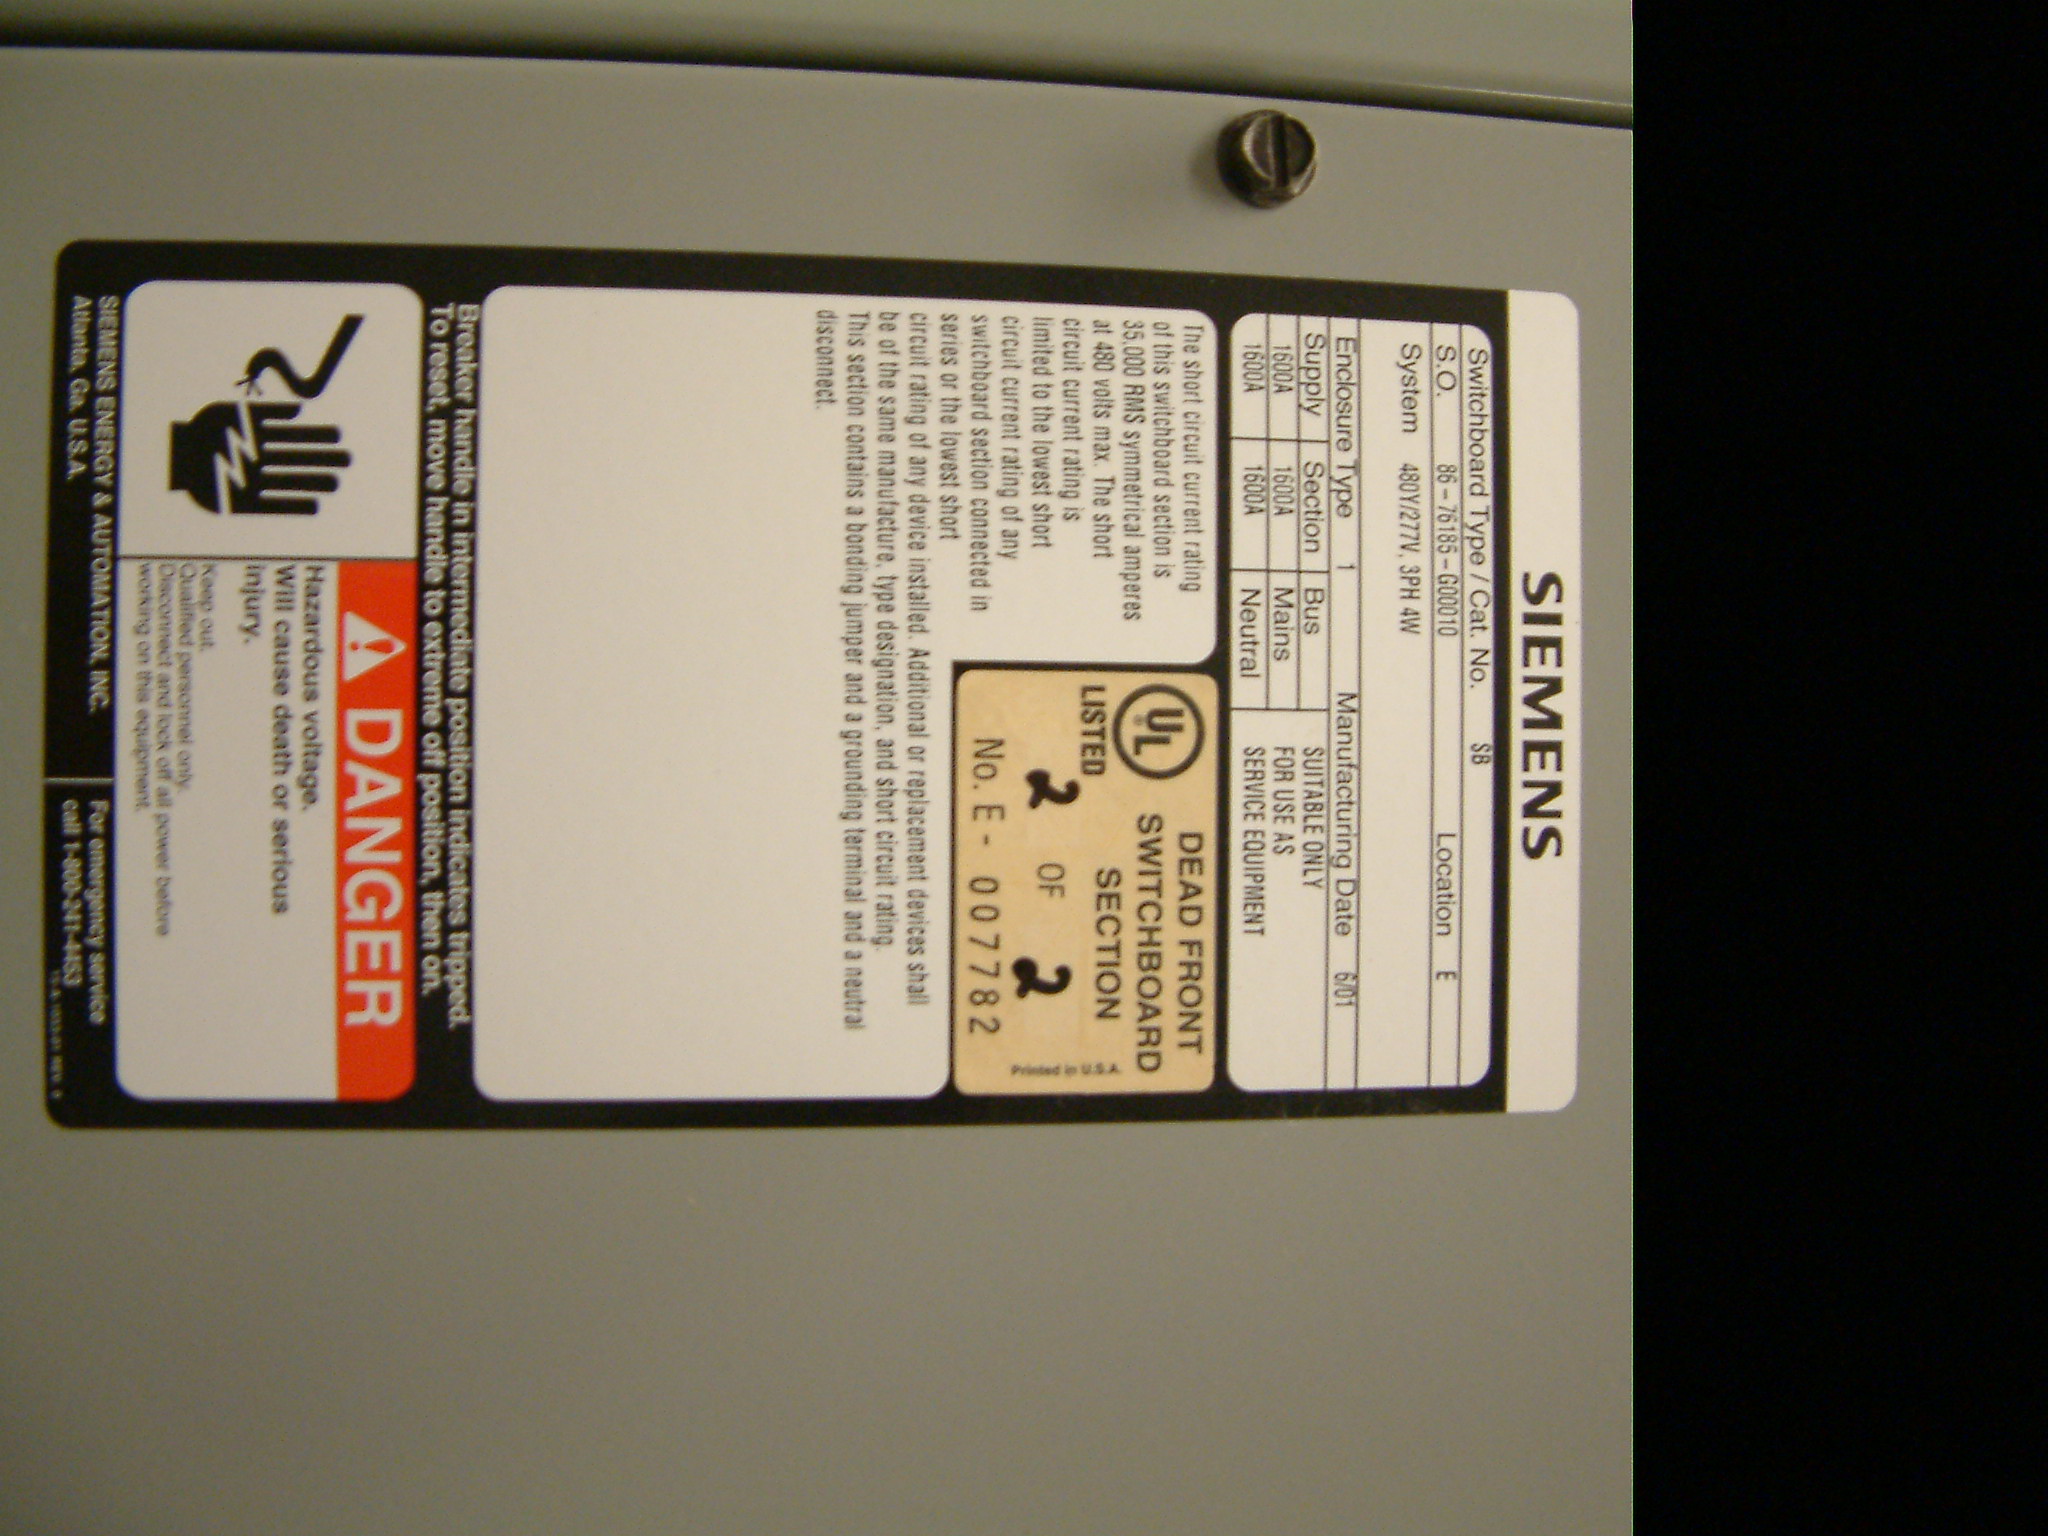 SIEMENS
Switchboard Type / Cat. No. SB
S.O. 86-76185-G00010 Location E
System 480Y/277V, 3PH 4W
Enclosure Type 1 Manufacturing Date 6/01
Supply Section Bus SUITABLE ONLY
1600A 1600A Mains FOR USE AS
1600A 1600A Neutral SERVICE EQUIPMENT
The short circuit current rating
of this switchboard section is
35,000 RMS symmetrical amperes
at 480 volts max. The short
circuit current rating is
limited to the lowest short
circuit current rating of any
switchboard section connected in
series or the lowest short
circuit rating of any device installed. Additional or replacement devices shall
be of the same manufacture, type designation, and short circuit rating.
This section contains a bonding jumper and a grounding terminal and a neutral
disconnect.
UL ®
LISTED
DEAD FRONT
SWITCHBOARD
SECTION
2 OF 2
No. E- 007782
Printed in U.S.A.
Breaker handle in intermediate position indicates tripped.
To reset, move handle to extreme off position, then on.
DANGER
Hazardous voltage.
Will cause death or serious
injury.
Keep out.
Qualified personnel only.
Disconnect and lock off all power before
working on this equipment.
SIEMENS ENERGY & AUTOMATION, INC.
Atlanta, Ga. U.S.A.
For emergency service
call 1-800-241-4453